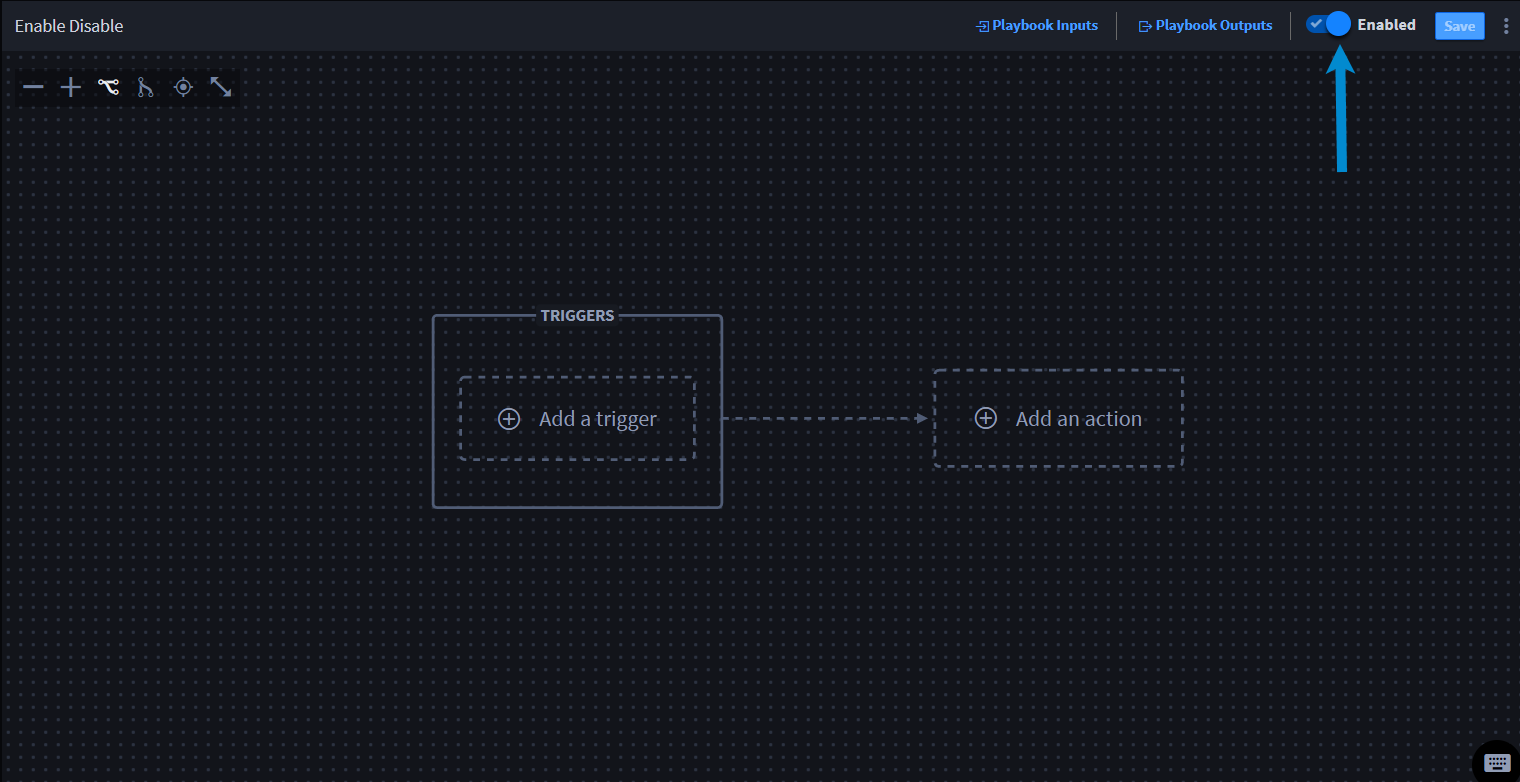 Enable Disable
Playbook Inputs
Playbook Outputs
Enabled
Save
TRIGGERS
Add a trigger
Add an action